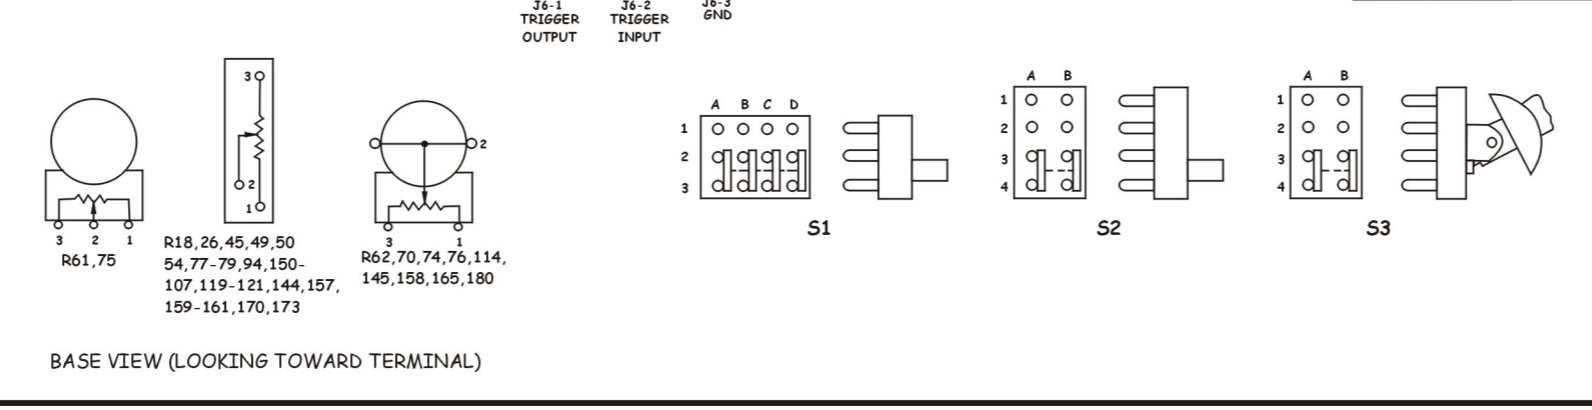 J6-1
TRIGGER
OUTPUT
J6-2
TRIGGER
INPUT
J6-3
GND
3 2 1
R61,75
3
2
1
R18,26,45,49,50
54,77-79,94,150-
107,119-121,144,157,
159-161,170,173
2
3 1
R62,70,74,76,114,
145,158,165,180
BASE VIEW (LOOKING TOWARD TERMINAL)
A B C D
1
2
3
S1
A B
1
2
3
4
S2
A B
1
2
3
4
S3